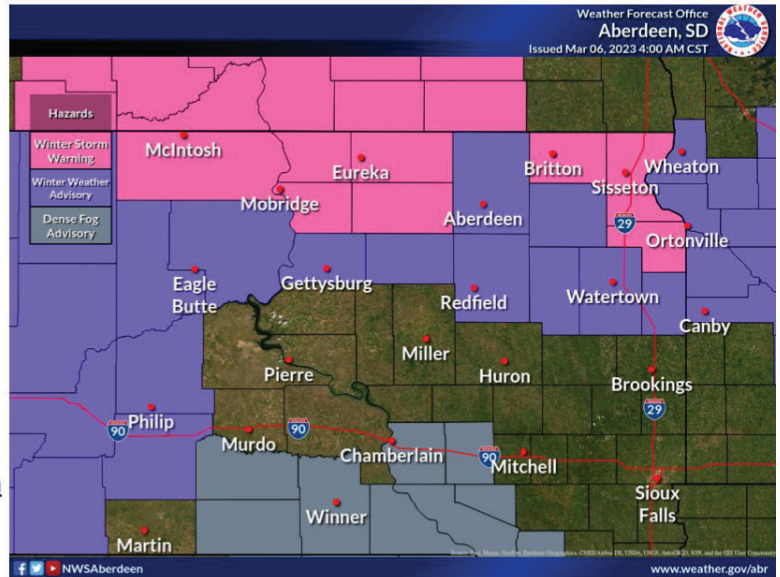 Weather Forecast Office
Aberdeen, SD
Issued Mar 06, 2023 4:00 AM CST
NATIONAL WEATHER SERVICE
Hazards
Winter Storm
Warning
Winter Weather
Advisory
Dense Fog
Advisory
McIntosh
Eureka
Britton
Wheaton
Sisseton
Mobridge
Aberdeen
29
Ortonville
Eagle
Butte
Gettysburg
Redfield
Watertown
Canby
Miller
Pierre
Huron
Brookings
29
Philip
90
Murdo
90
Chamberlain
90
Mitchell
Sioux
Falls
Winner
Martin
NWSAberdeen
www.weather.gov/abr